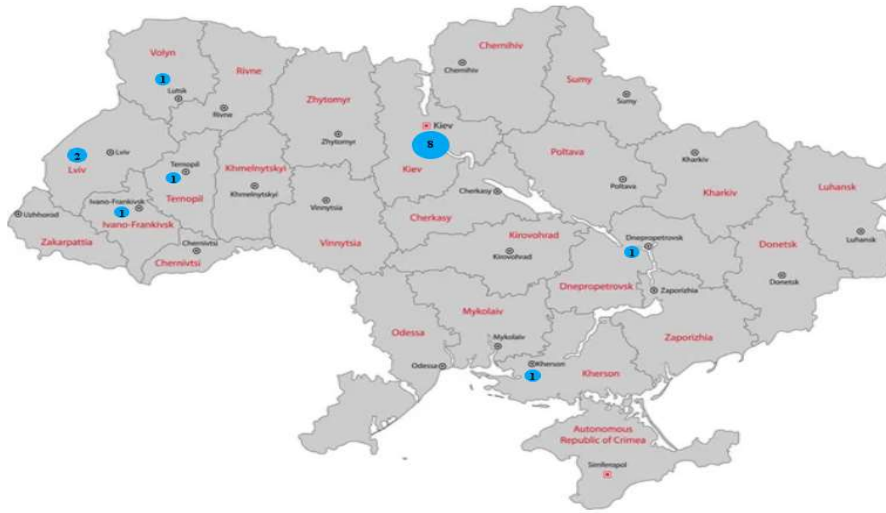 Volyn
1
Lutsk
Rivne
Rivne
Zhytomyr
Zhytomyr
Chernihiv
Chernihiv
Sumy
Sumy
Kiev
8
Kiev
2
Lviv
Lviv
Ternopil
1
Ternopil
Khmelnytskyi
Khmelnytskyi
Ivano-Frankivsk
1
Ivano-Frankivsk
Uzhhorod
Zakarpattia
Chernivtsi
Chernivtsi
Vinnytsia
Vinnytsia
Cherkasy
Cherkasy
Poltava
Poltava
Kharkiv
Kharkiv
Luhansk
Luhansk
Kirovohrad
Kirovohrad
Dnepropetrovsk
1
Dnepropetrovsk
Donetsk
Donetsk
Zaporizhia
Zaporizhia
Mykolaiv
Mykolaiv
Odessa
Odessa
Kherson
1
Kherson
Autonomous
Republic of Crimea
Simferopol